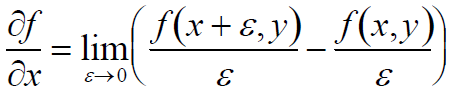 ∂f/∂x = lim_{ε→0} ( f(x + ε, y)/ε − f(x, y)/ε )